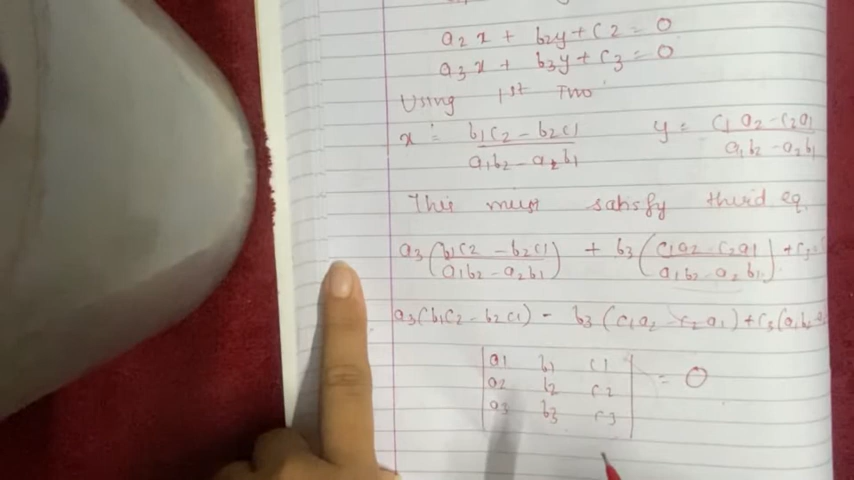 a2 x + b2y + c2 = 0
a3 x + b3y + c3 = 0
Using 1st Two
x = b1c2 - b2c1 / a1b2 - a2b1 y = c1a2 - c2a1 / a1b2 - a2b1
This must satisfy third eq.
a3 (b1c2 - b2c1 / a1b2 - a2b1) + b3 (c1a2 - c2a1 / a1b2 - a2b1) + c3 =
a3(b1c2 - b2c1) - b3 (c1a2 - c2a1) + c3(a1b2
| a1 b1 c1 |
| a2 b2 c2 | = 0
| a3 b3 c3 |